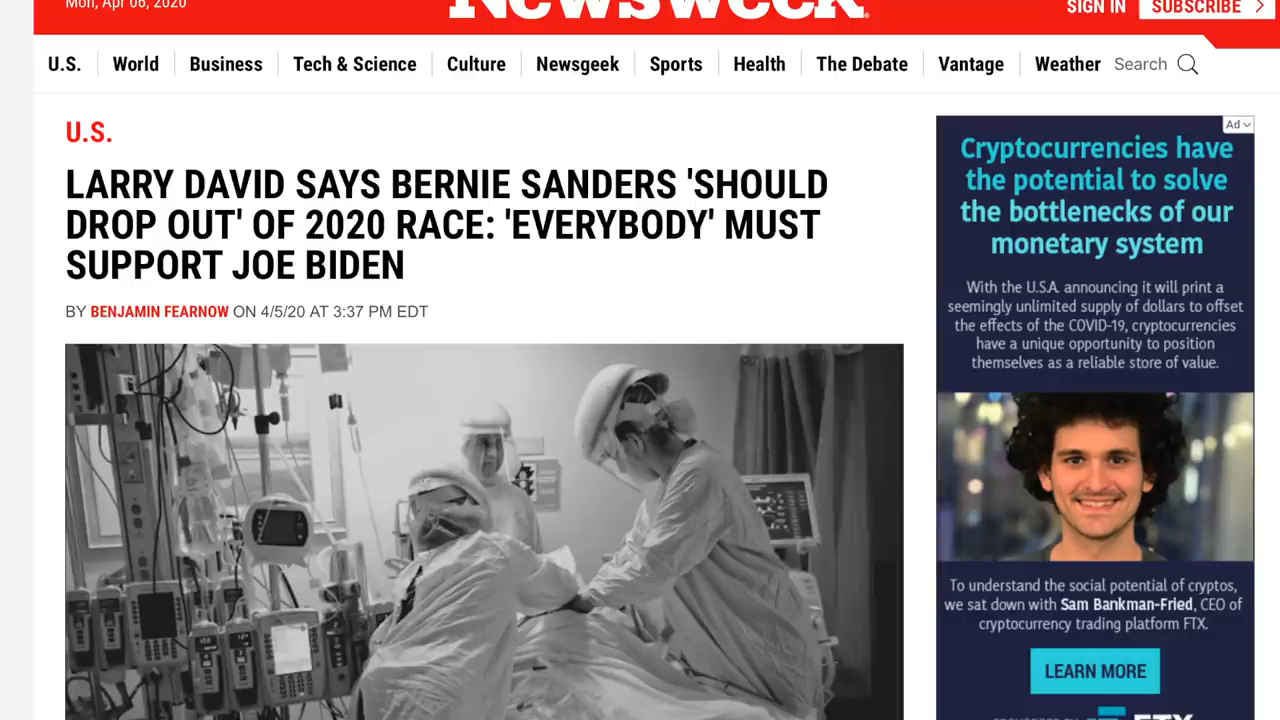 Mon, Apr 06, 2020
Newsweek
SIGN IN
SUBSCRIBE
U.S.
World
Business
Tech & Science
Culture
Newsgeek
Sports
Health
The Debate
Vantage
Weather
Search
U.S.
LARRY DAVID SAYS BERNIE SANDERS 'SHOULD
DROP OUT' OF 2020 RACE: 'EVERYBODY' MUST
SUPPORT JOE BIDEN
BY BENJAMIN FEARNOW ON 4/5/20 AT 3:37 PM EDT
Ad
Cryptocurrencies have
the potential to solve
the bottlenecks of our
monetary system
With the U.S.A. announcing it will print a
seemingly unlimited supply of dollars to offset
the effects of the COVID-19, cryptocurrencies
have a unique opportunity to position
themselves as a reliable store of value.
To understand the social potential of cryptos,
we sat down with Sam Bankman-Fried, CEO of
cryptocurrency trading platform FTX.
LEARN MORE
SPONSORED BY FTX